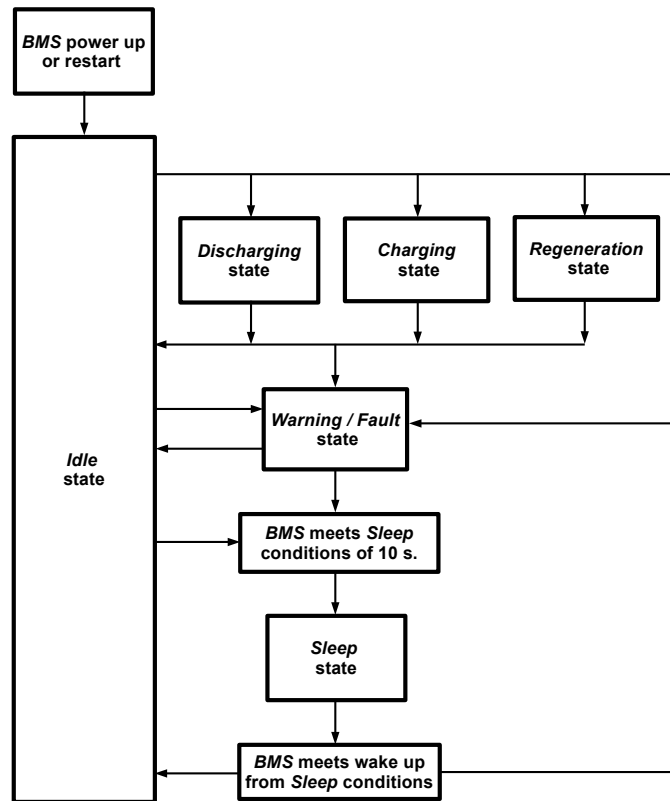 BMS power up
or restart
Discharging
state
Charging
state
Regeneration
state
Warning / Fault
state
Idle
state
BMS meets Sleep
conditions of 10 s.
Sleep
state
BMS meets wake up
from Sleep conditions